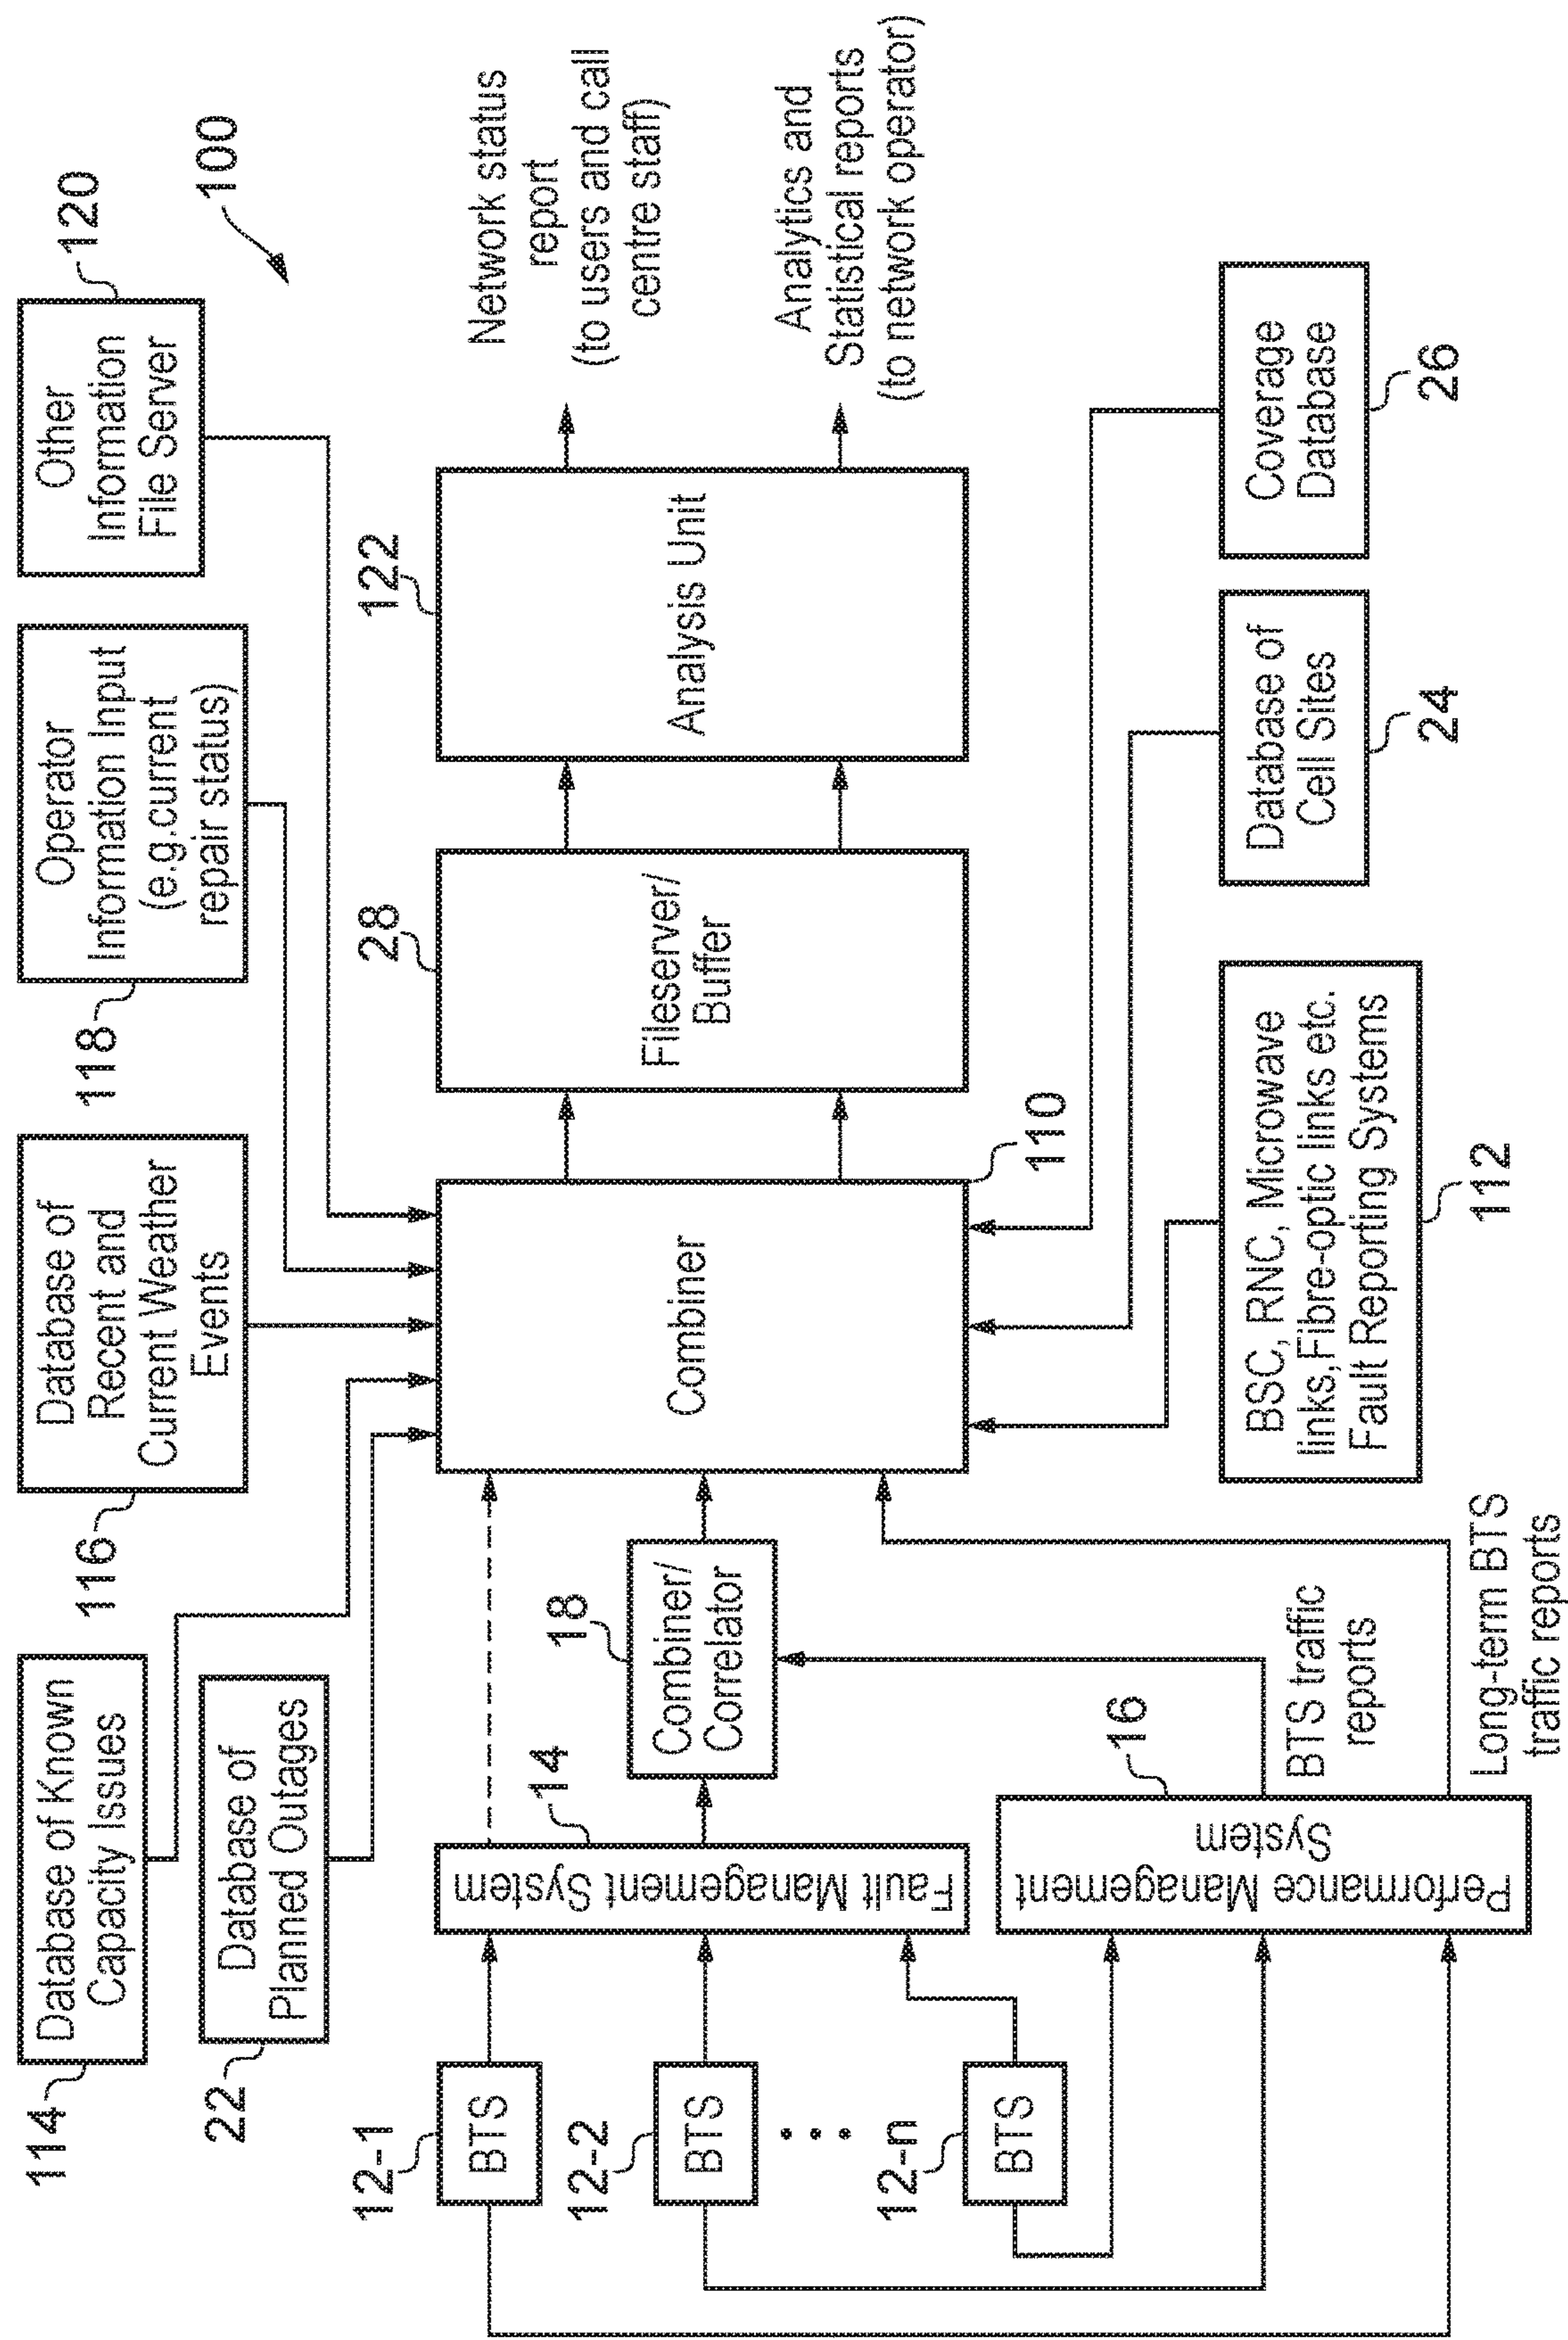 100
114
Database of Known
Capacity Issues
22
Database of
Planned Outages
116
Database of
Recent and
Current Weather
Events
118
Operator
Information Input
(e.g.current
repair status)
120
Other
Information
File Server
12-1
BTS
12-2
BTS
12-n
BTS
14
Fault Management System
16
Performance Management
System
18
Combiner/
Correlator
BTS traffic
reports
Long-term BTS
traffic reports
Combiner
110
28
Fileserver/
Buffer
122
Analysis Unit
Network status
report
(to users and call
centre staff)
Analytics and
Statistical reports
(to network operator)
BSC, RNC, Microwave
links,Fibre-optic links etc.
Fault Reporting Systems
112
Database of
Cell Sites
24
Coverage
Database
26